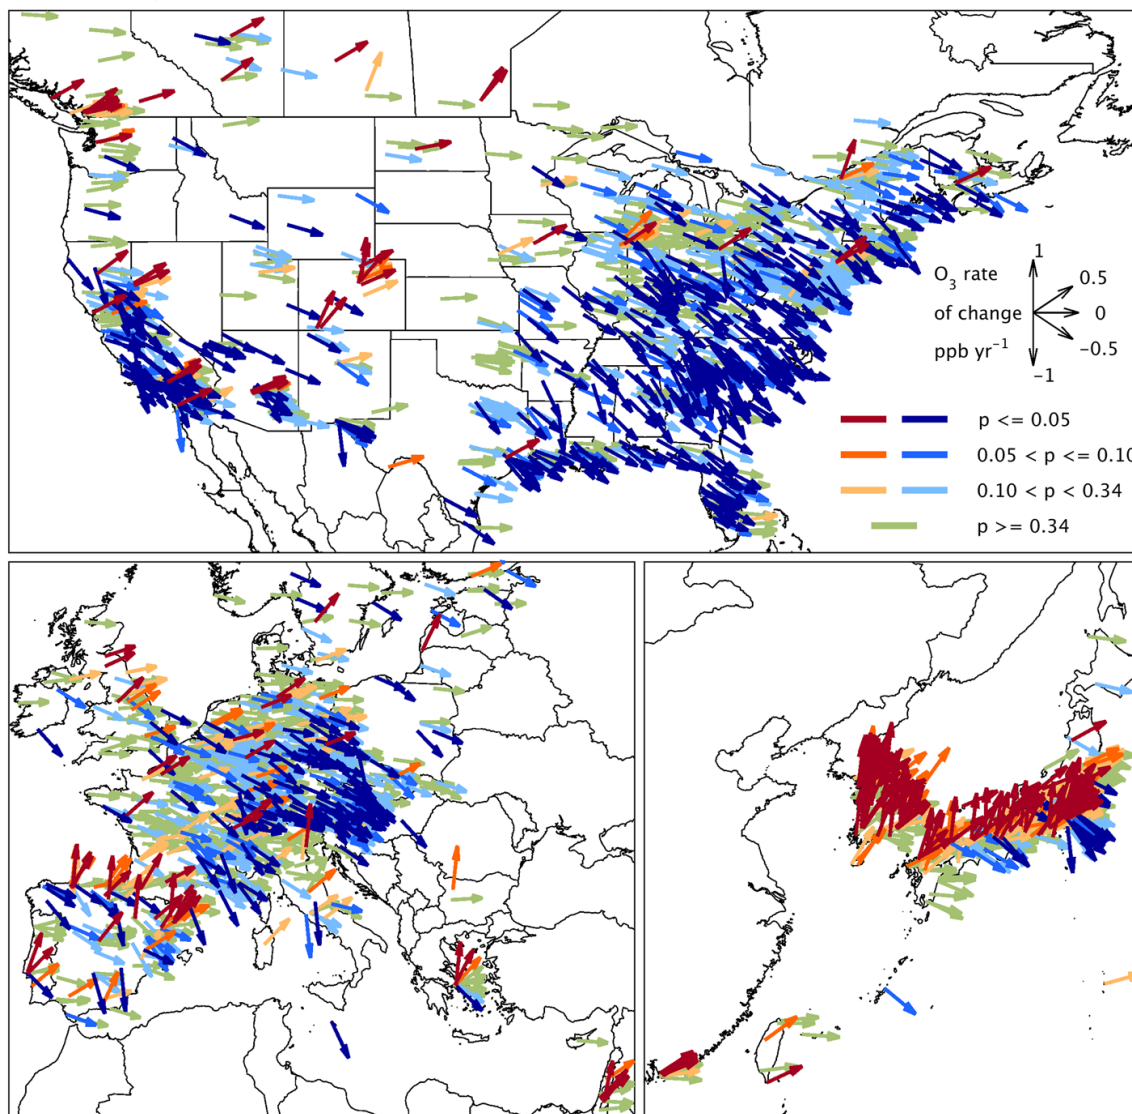 1
O₃ rate
of change
ppb yr⁻¹
0.5
0
−0.5
−1
p <= 0.05
0.05 < p <= 0.10
0.10 < p < 0.34
p >= 0.34